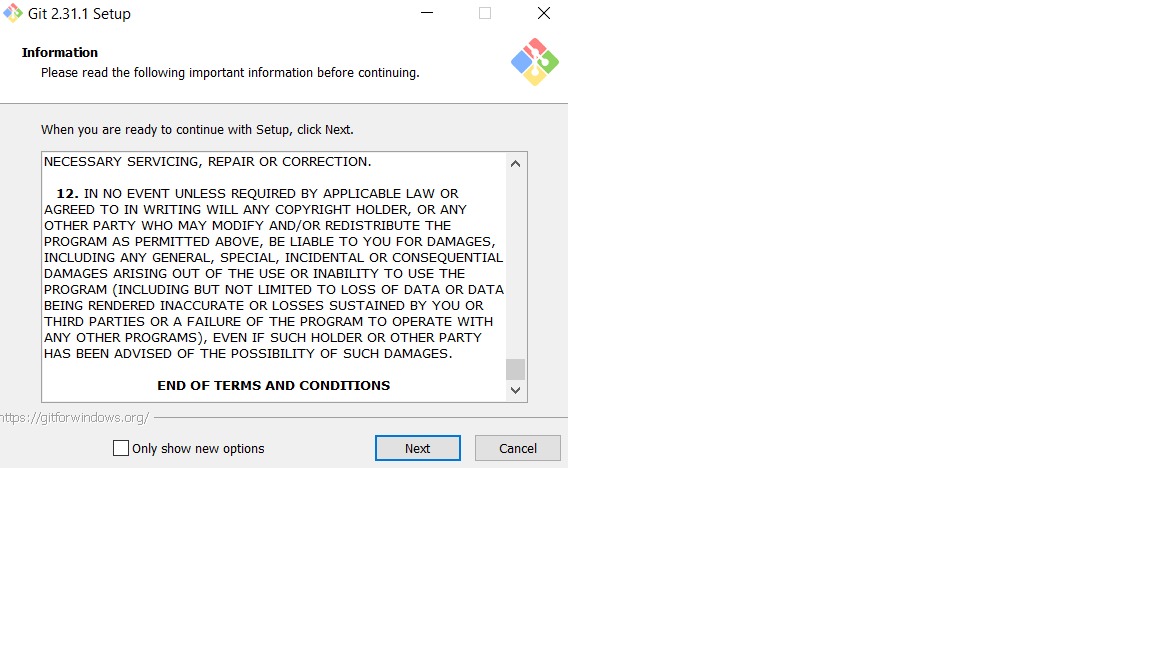 Git 2.31.1 Setup
Information
Please read the following important information before continuing.
When you are ready to continue with Setup, click Next.
NECESSARY SERVICING, REPAIR OR CORRECTION.
12. IN NO EVENT UNLESS REQUIRED BY APPLICABLE LAW OR
AGREED TO IN WRITING WILL ANY COPYRIGHT HOLDER, OR ANY
OTHER PARTY WHO MAY MODIFY AND/OR REDISTRIBUTE THE
PROGRAM AS PERMITTED ABOVE, BE LIABLE TO YOU FOR DAMAGES,
INCLUDING ANY GENERAL, SPECIAL, INCIDENTAL OR CONSEQUENTIAL
DAMAGES ARISING OUT OF THE USE OR INABILITY TO USE THE
PROGRAM (INCLUDING BUT NOT LIMITED TO LOSS OF DATA OR DATA
BEING RENDERED INACCURATE OR LOSSES SUSTAINED BY YOU OR
THIRD PARTIES OR A FAILURE OF THE PROGRAM TO OPERATE WITH
ANY OTHER PROGRAMS), EVEN IF SUCH HOLDER OR OTHER PARTY
HAS BEEN ADVISED OF THE POSSIBILITY OF SUCH DAMAGES.
END OF TERMS AND CONDITIONS
https://gitforwindows.org/
Only show new options
Next
Cancel